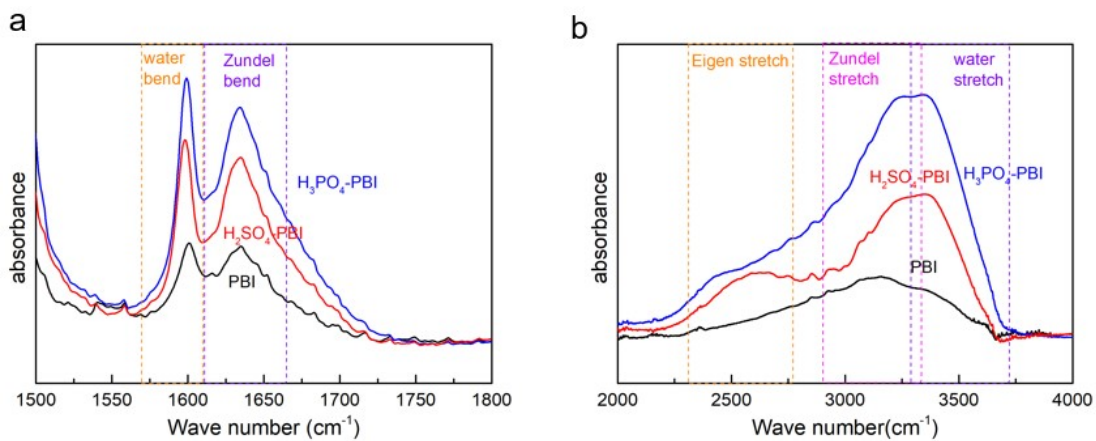 a
water
bend
Zundel
bend
H₃PO₄-PBI
H₂SO₄-PBI
PBI
absorbance
1500 1550 1600 1650 1700 1750 1800
Wave number (cm⁻¹)
b
Eigen stretch
Zundel
stretch
water
stretch
H₂SO₄-PBI
H₃PO₄-PBI
PBI
absorbance
2000 2500 3000 3500 4000
Wave number(cm⁻¹)